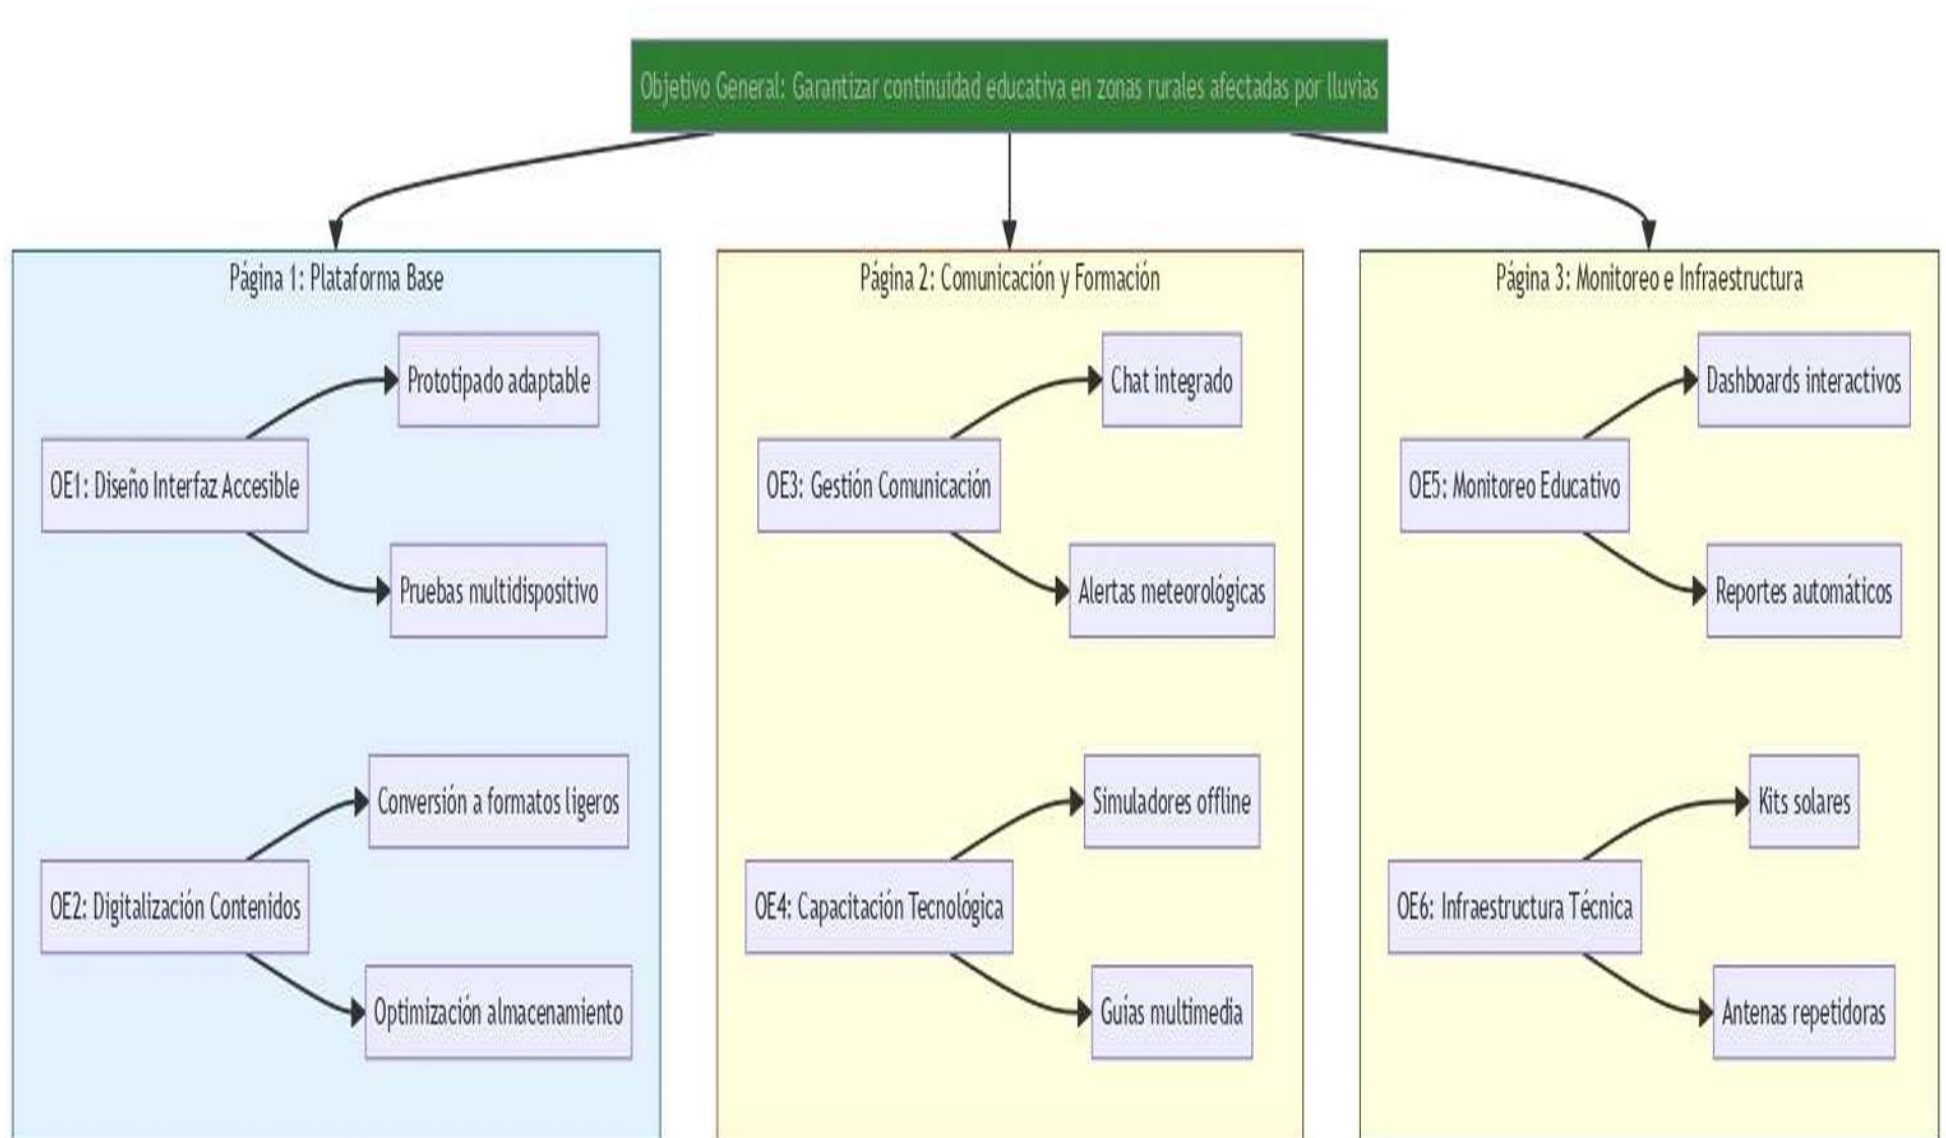 Objetivo General: Garantizar continuidad educativa en zonas rurales afectadas por lluvias
Página 1: Plataforma Base
Prototipado adaptable
OE1: Diseño Interfaz Accesible
Pruebas multidispositivo
Conversión a formatos ligeros
OE2: Digitalización Contenidos
Optimización almacenamiento
Página 2: Comunicación y Formación
Chat integrado
OE3: Gestión Comunicación
Alertas meteorológicas
Simuladores offline
OE4: Capacitación Tecnológica
Guías multimedia
Página 3: Monitoreo e Infraestructura
Dashboards interactivos
OE5: Monitoreo Educativo
Reportes automáticos
Kits solares
OE6: Infraestructura Técnica
Antenas repetidoras